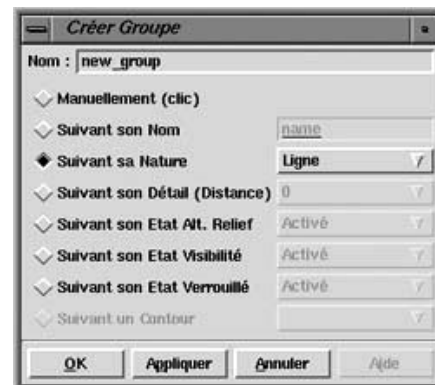 Créer Groupe
Nom : new_group
Manuellement (clic)
Suivant son Nom name
Suivant sa Nature Ligne
Suivant son Détail (Distance) 0
Suivant son Etat Alt. Relief Activé
Suivant son Etat Visibilité Activé
Suivant son Etat Verrouillé Activé
Suivant un Contour
OK Appliquer Annuler Aide